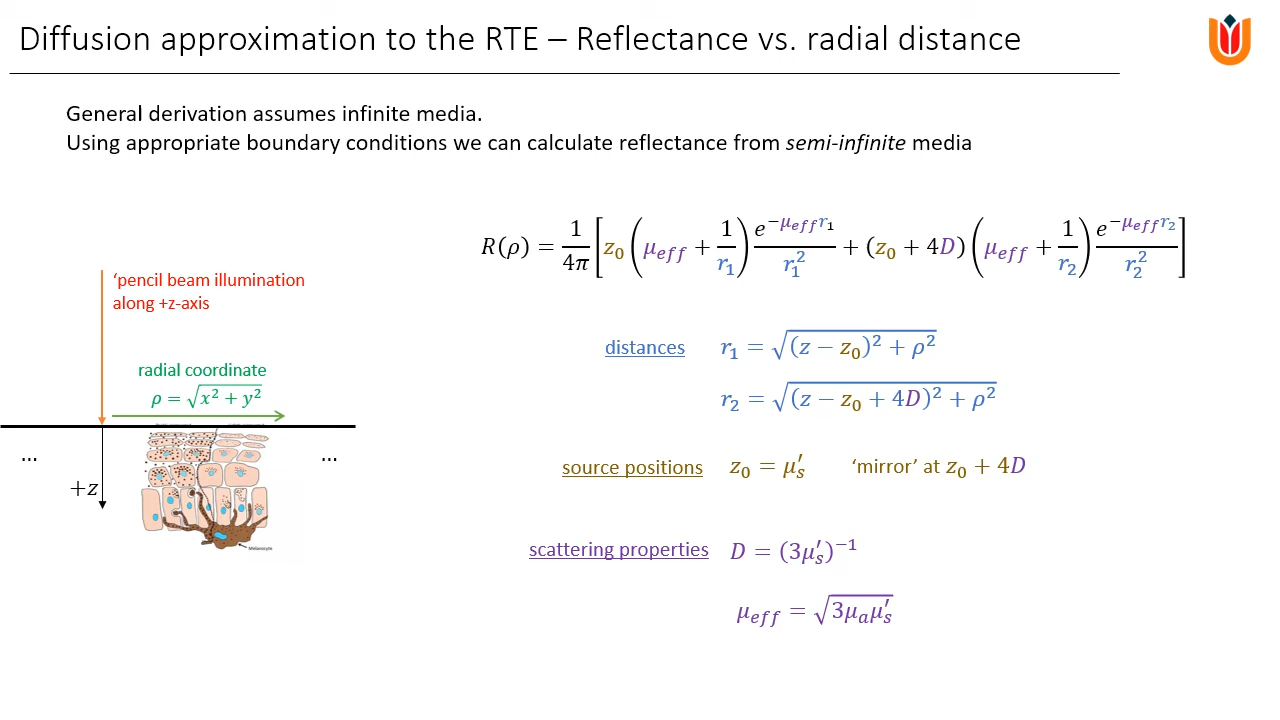 Diffusion approximation to the RTE – Reflectance vs. radial distance
General derivation assumes infinite media.
Using appropriate boundary conditions we can calculate reflectance from semi-infinite media
R(ρ) = 1/4π [z₀ (μ_eff + 1/r₁) e^(−μ_eff r₁)/r₁² + (z₀ + 4D) (μ_eff + 1/r₂) e^(−μ_eff r₂)/r₂²]
‘pencil beam illumination
along +z-axis
radial coordinate
ρ = √(x² + y²)
... ...
+z
Melanocyte
distances r₁ = √((z − z₀)² + ρ²)
r₂ = √((z − z₀ + 4D)² + ρ²)
source positions z₀ = μ′ₛ ‘mirror’ at z₀ + 4D
scattering properties D = (3μ′ₛ)⁻¹
μ_eff = √(3μₐμ′ₛ)